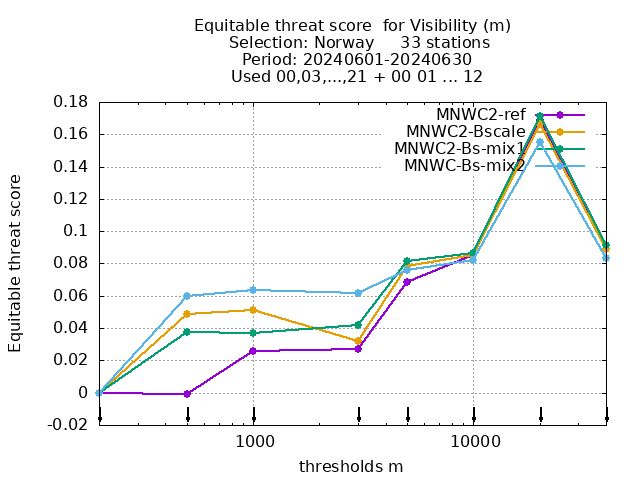 Equitable threat score  for Visibility (m)
Selection: Norway     33 stations
Period: 20240601-20240630
Used 00,03,...,21 + 00 01 ... 12
MNWC2-ref
MNWC2-Bscale
MNWC2-Bs-mix1
MNWC-Bs-mix2
Equitable threat score
0.18
0.16
0.14
0.12
0.1
0.08
0.06
0.04
0.02
0
-0.02
1000
10000
thresholds m